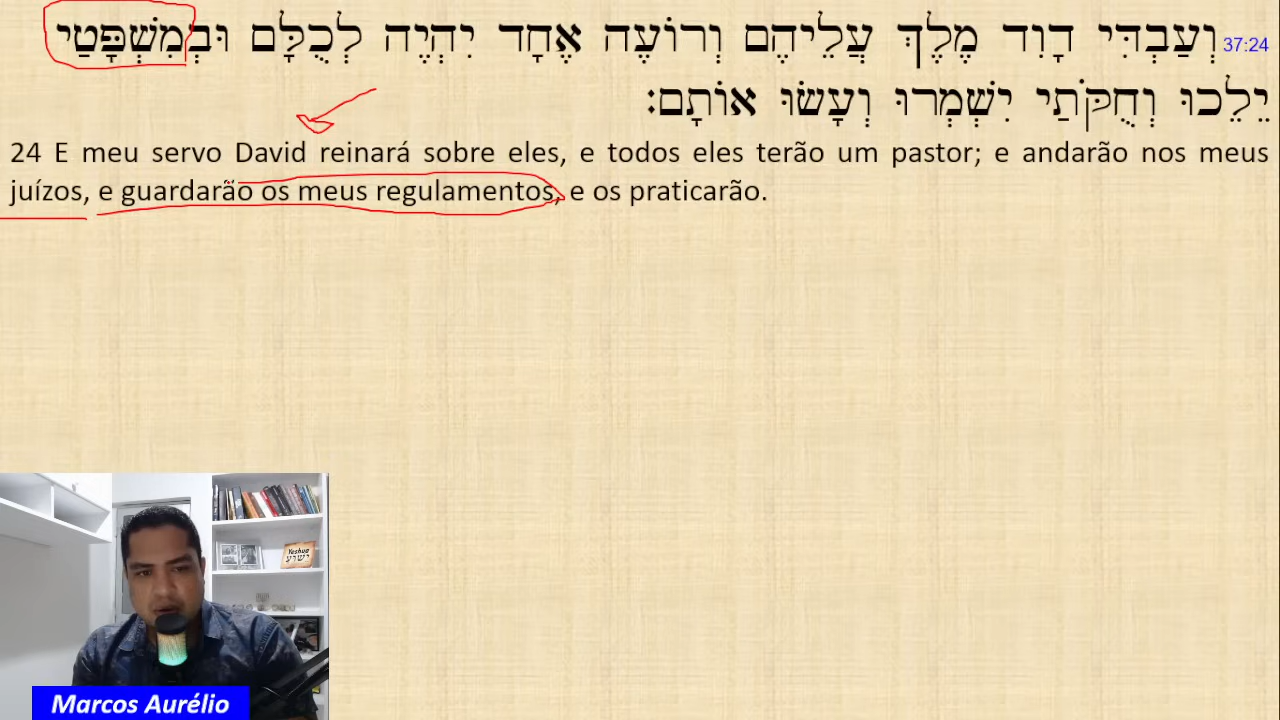 37:24 וְעַבְדִּי דָוִד מֶלֶךְ עֲלֵיהֶם וְרוֹעֶה אֶחָד יִהְיֶה לְכֻלָּם וּבְמִשְׁפָּטַי
יֵלֵכוּ וְחֻקֹּתַי יִשְׁמְרוּ וְעָשׂוּ אוֹתָם׃
24 E meu servo David reinará sobre eles, e todos eles terão um pastor; e andarão nos meus
juízos, e guardarão os meus regulamentos, e os praticarão.
Yeshua
ישוע
Marcos Aurélio